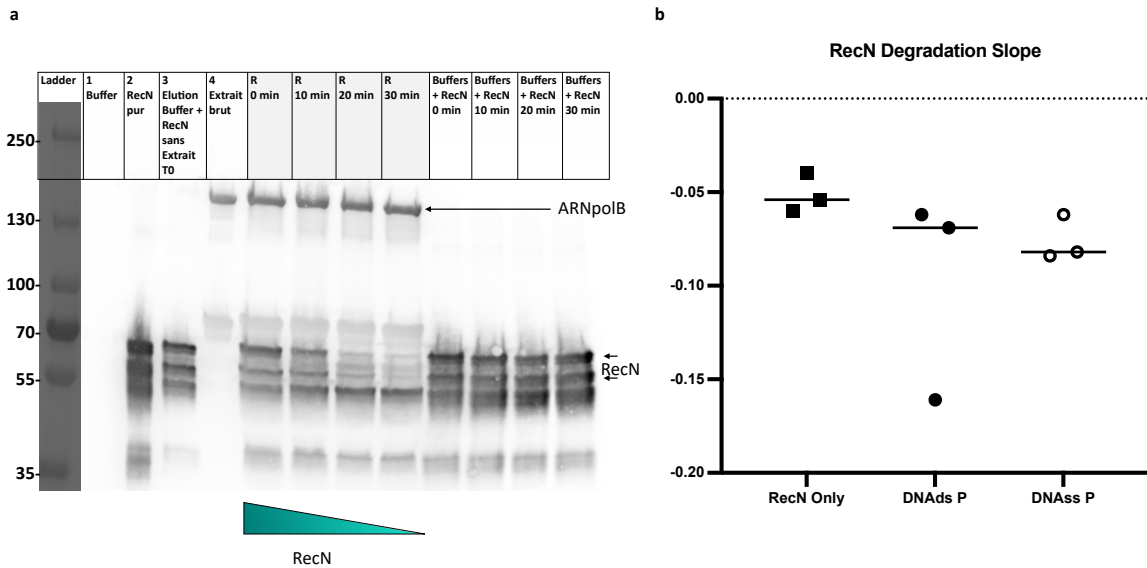 a
Ladder
1
Buffer
2
RecN
pur
3
Elution
Buffer +
RecN
sans
Extrait
T0
4
Extrait
brut
R
0 min
R
10 min
R
20 min
R
30 min
Buffers
+ RecN
0 min
Buffers
+ RecN
10 min
Buffers
+ RecN
20 min
Buffers
+ RecN
30 min
250-
130-
100-
70-
55-
35-
ARNpolB
RecN
RecN
b
RecN Degradation Slope
0.00
-0.05
-0.10
-0.15
-0.20
RecN Only
DNAds P
DNAss P